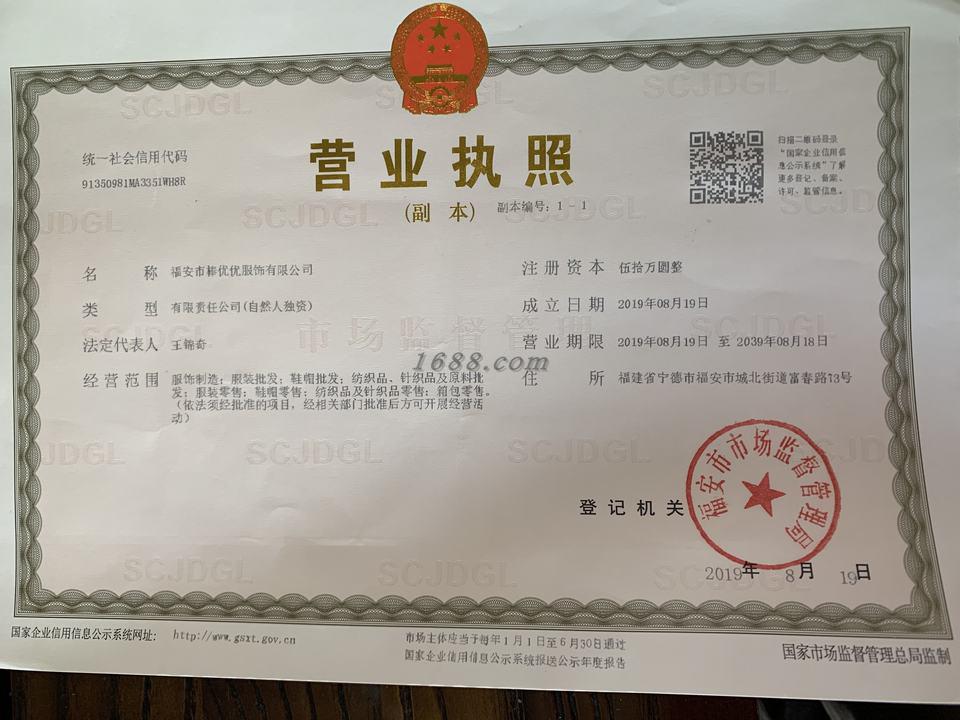 SCJDGL
营业执照
(副 本)
副本编号：1－1
统一社会信用代码
91350981MA3351WH8R
扫描二维码登录
“国家企业信用信
息公示系统”了解
更多登记、备案、
许可、监管信息。
名 称 福安市棒优优服饰有限公司
类 型 有限责任公司(自然人独资)
法定代表人 王锦奇
经营范围 服饰制造；服装批发；鞋帽批发；纺织品、针织品及原料批
发；服装零售；鞋帽零售；纺织品及针织品零售；箱包零售。
（依法须经批准的项目，经相关部门批准后方可开展经营活
动）
注册资本 伍拾万圆整
成立日期 2019年08月19日
营业期限 2019年08月19日 至 2039年08月18日
住 所 福建省宁德市福安市城北街道富春路73号
市场监督管理
1688.com
登记机关
福安市市场监督管理局
2019年 8月 19日
国家企业信用信息公示系统网址：
http://www.gsxt.gov.cn
市场主体应当于每年1月1日至6月30日通过
国家企业信用信息公示系统报送公示年度报告
国家市场监督管理总局监制